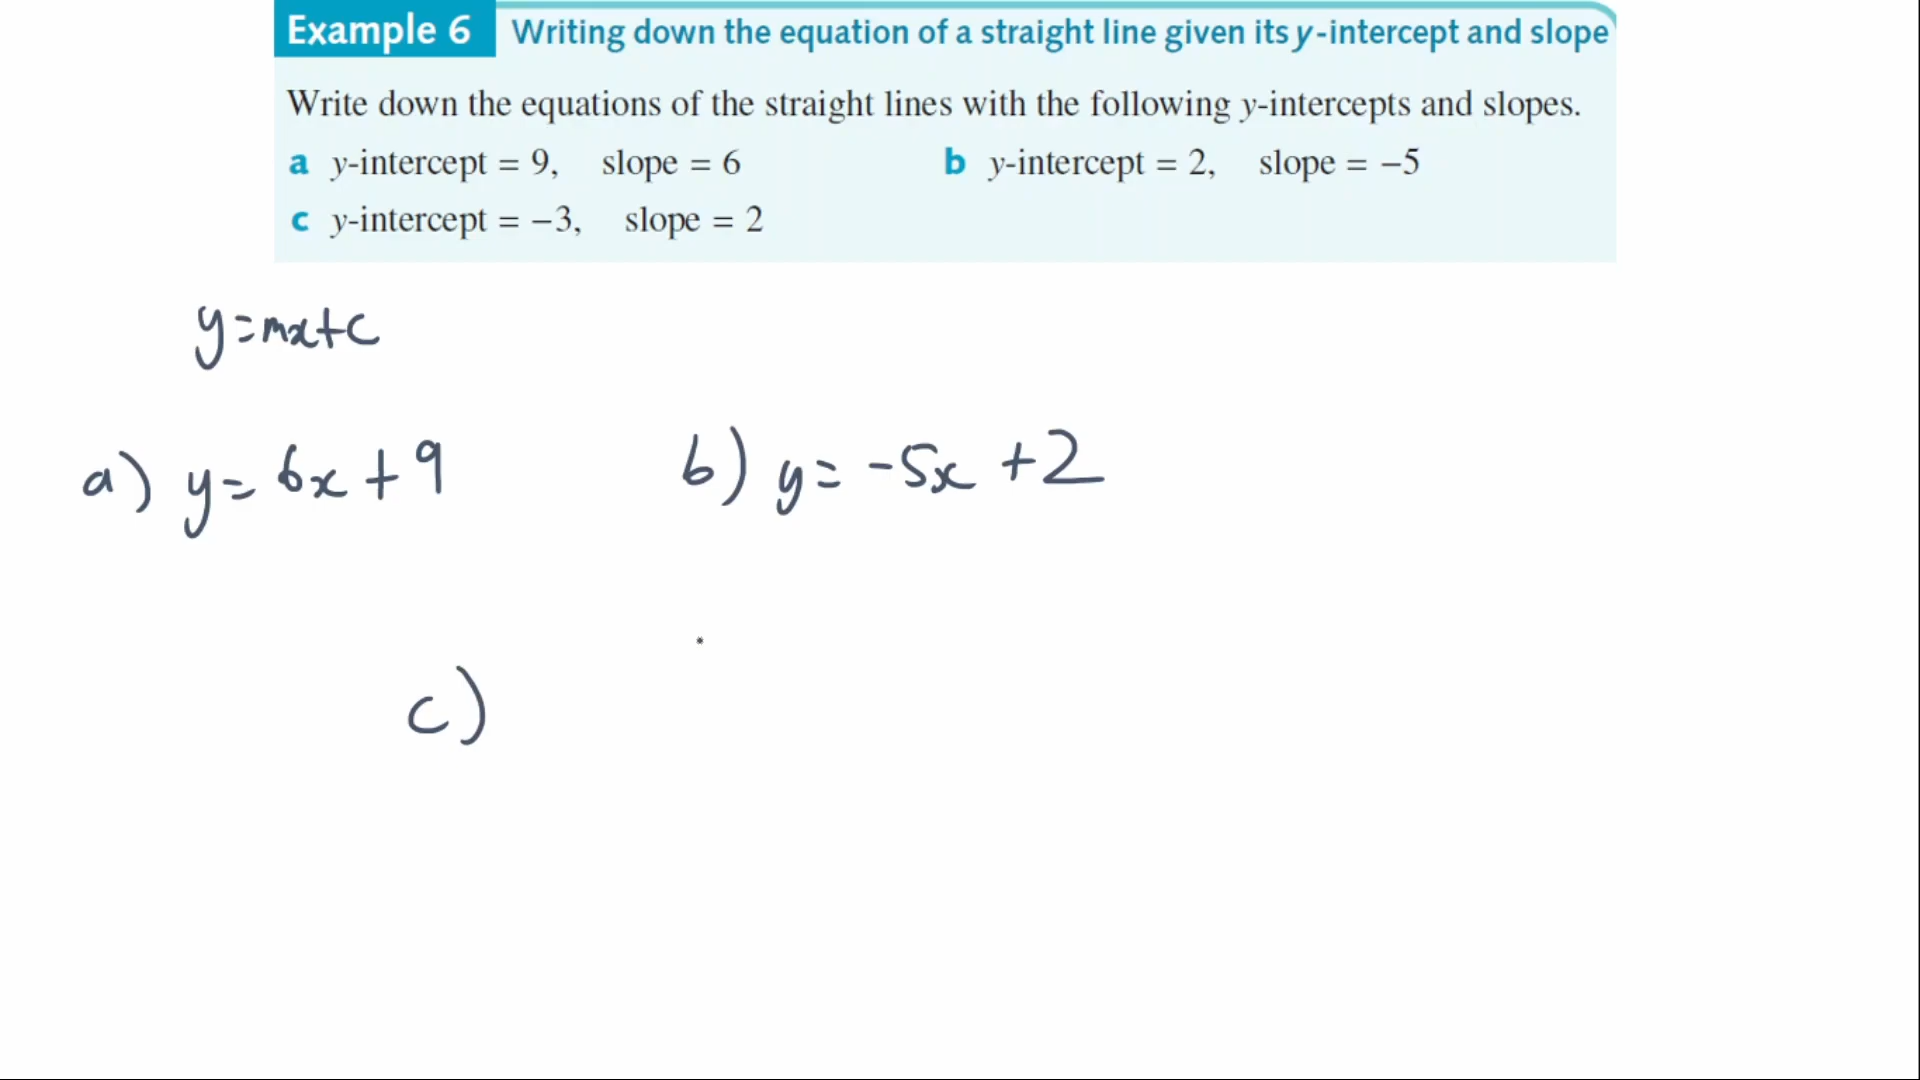 Example 6 Writing down the equation of a straight line given its y-intercept and slope
Write down the equations of the straight lines with the following y-intercepts and slopes.
a y-intercept = 9, slope = 6 b y-intercept = 2, slope = −5
c y-intercept = −3, slope = 2
y=mx+c
a) y= 6x+9 b) y= -5x +2
c)